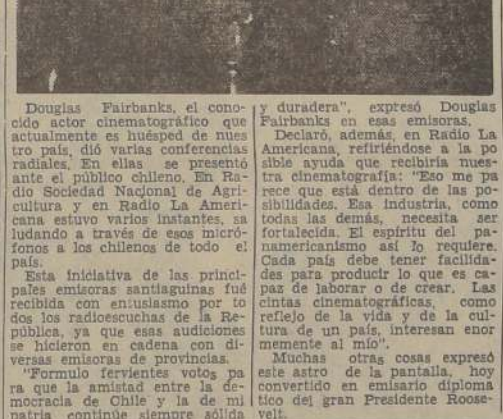 Douglas Fairbanks, el cono-
cido actor cinematográfico que
actualmente es huésped de nues
tro país, dió varias conferencias
radiales. En ellas se presentó
ante el público chileno. En Ra-
dio Sociedad Nacional de Agri-
cultura y en Radio La Ameri-
cana estuvo varios instantes, sa
ludando a través de esos micró-
fonos a los chilenos de todo el
país.
Esta iniciativa de las princi-
pales emisoras santiaguinas fué
recibida con entusiasmo por to
dos los radioescuchas de la Re-
pública, ya que esas audiciones
se hicieron en cadena con di-
versas emisoras de provincias.
"Formulo fervientes votos pa
ra que la amistad entre la de-
mocracia de Chile y la de mi
patria continúe siempre sólida
y duradera", expresó Douglas
Fairbanks en esas emisoras.
Declaró, además, en Radio La
Americana, refiriéndose a la po
sible ayuda que recibiría nues-
tra cinematografía: "Eso me pa
rece que está dentro de las po-
sibilidades. Esa industria, como
todas las demás, necesita ser
fortalecida. El espíritu del pa-
namericanismo así lo requiere.
Cada país debe tener facilida-
des para producir lo que es ca-
paz de laborar o de crear. Las
cintas cinematográficas, como
reflejo de la vida y de la cul-
tura de un país, interesan enor
memente al mío".
Muchas otras cosas expresó
este astro de la pantalla, hoy
convertido en emisario diplomá
tico del gran Presidente Roose-
velt.